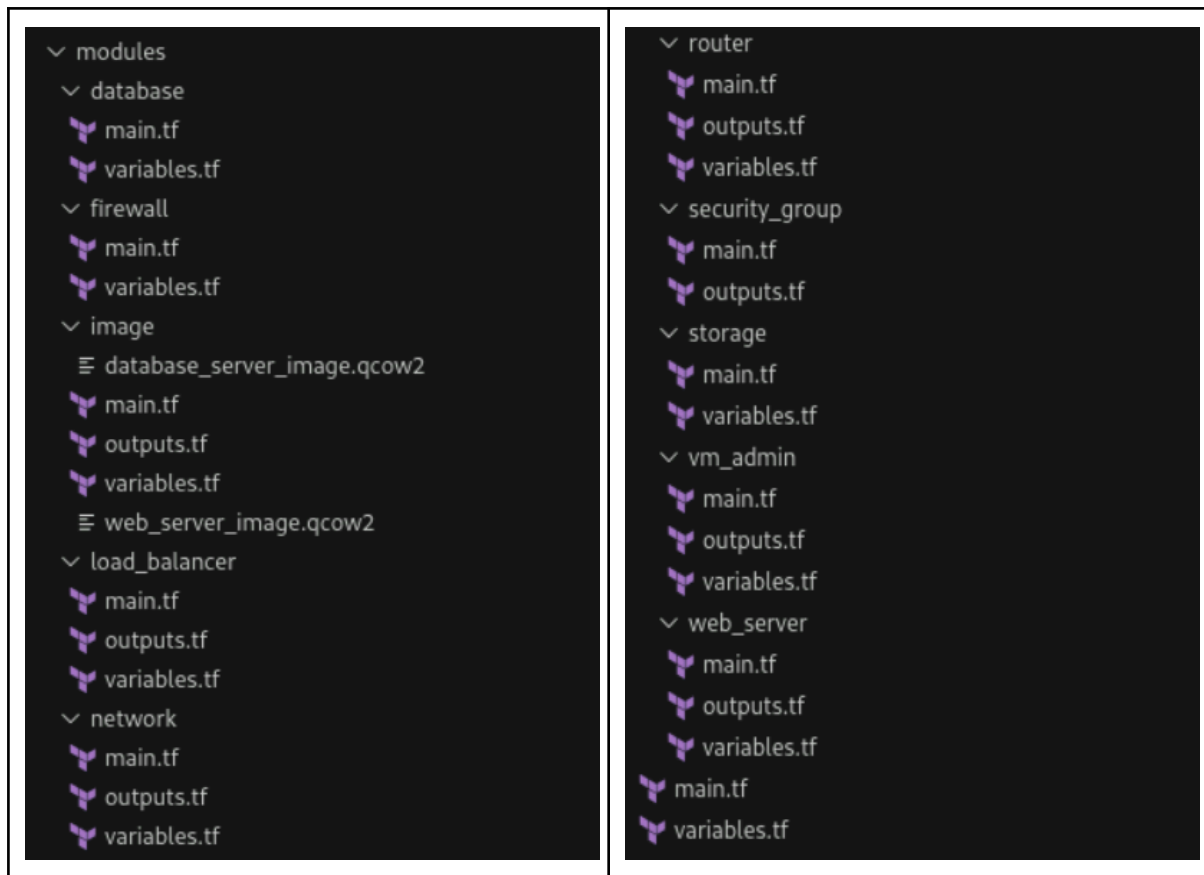 modules
database
main.tf
variables.tf
firewall
main.tf
variables.tf
image
database_server_image.qcow2
main.tf
outputs.tf
variables.tf
web_server_image.qcow2
load_balancer
main.tf
outputs.tf
variables.tf
network
main.tf
outputs.tf
variables.tf
router
main.tf
outputs.tf
variables.tf
security_group
main.tf
outputs.tf
storage
main.tf
variables.tf
vm_admin
main.tf
outputs.tf
variables.tf
web_server
main.tf
outputs.tf
variables.tf
main.tf
variables.tf